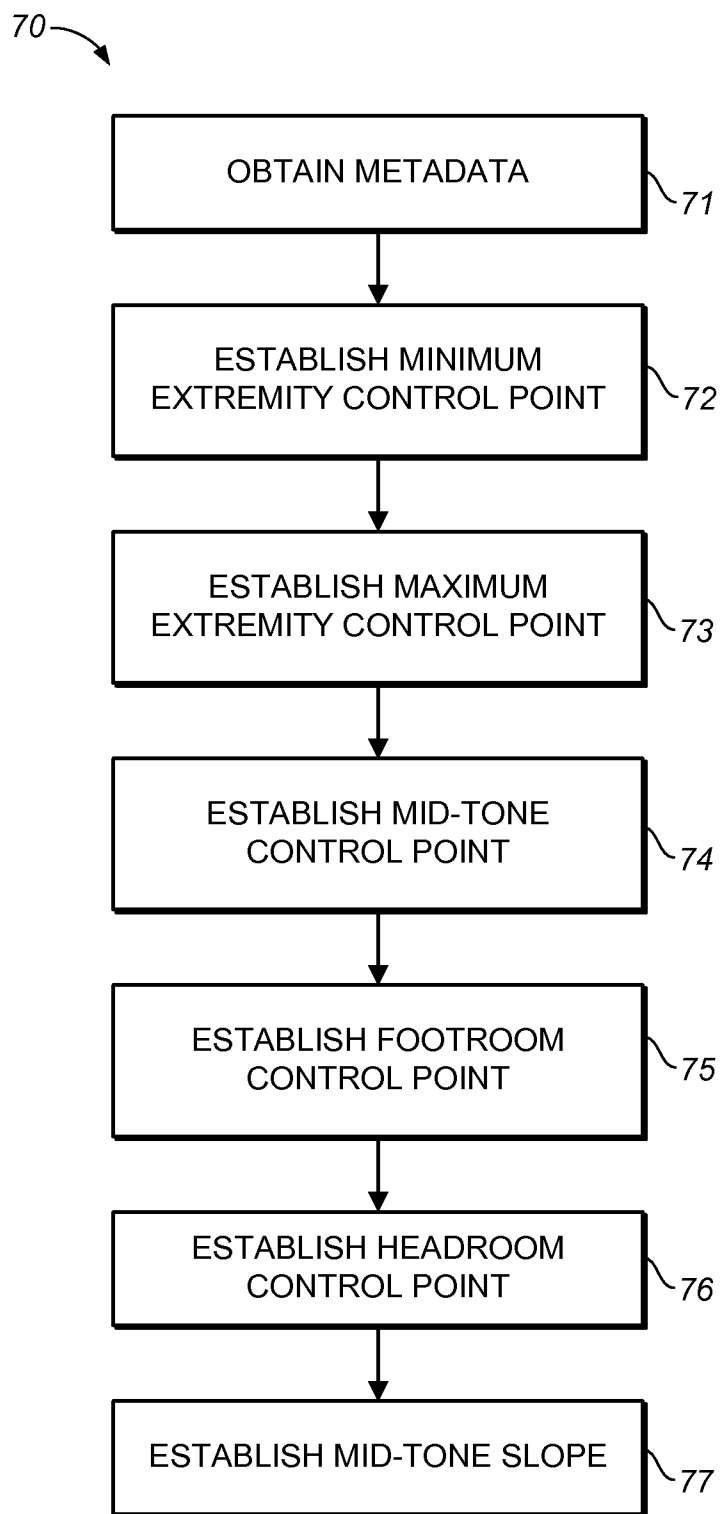 70
OBTAIN METADATA
71
ESTABLISH MINIMUM
EXTREMITY CONTROL POINT
72
ESTABLISH MAXIMUM
EXTREMITY CONTROL POINT
73
ESTABLISH MID-TONE
CONTROL POINT
74
ESTABLISH FOOTROOM
CONTROL POINT
75
ESTABLISH HEADROOM
CONTROL POINT
76
ESTABLISH MID-TONE SLOPE
77